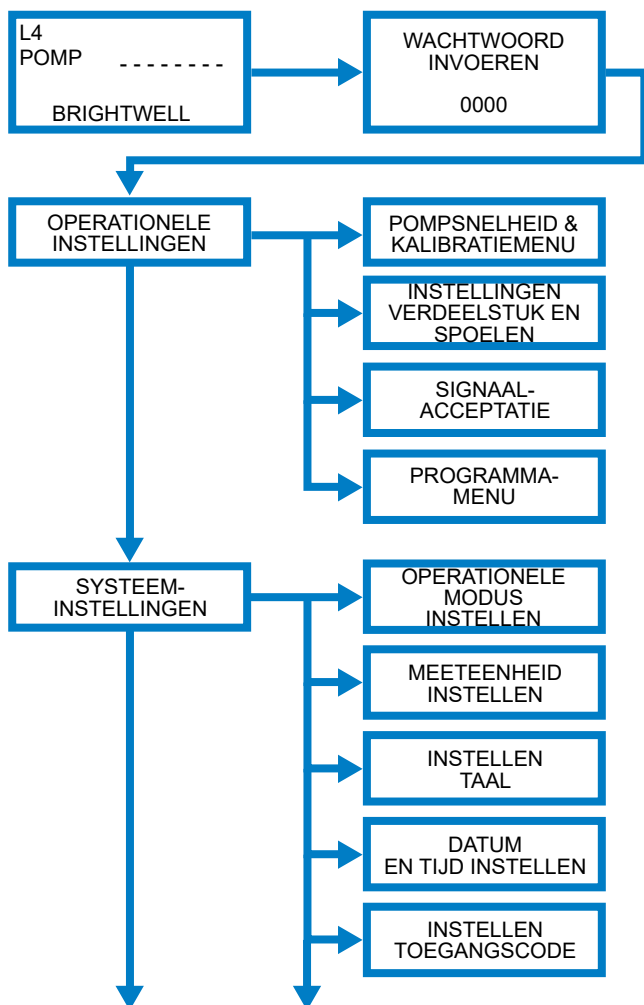 L4
POMP - - - - - - - -
BRIGHTWELL
WACHTWOORD
INVOEREN
0000
OPERATIONELE
INSTELLINGEN
POMPSNELHEID &
KALIBRATIEMENU
INSTELLINGEN
VERDEELSTUK EN
SPOELEN
SIGNAAL-
ACCEPTATIE
PROGRAMMA-
MENU
SYSTEEM-
INSTELLINGEN
OPERATIONELE
MODUS
INSTELLEN
MEETEENHEID
INSTELLEN
INSTELLEN
TAAL
DATUM
EN TIJD INSTELLEN
INSTELLEN
TOEGANGSCODE